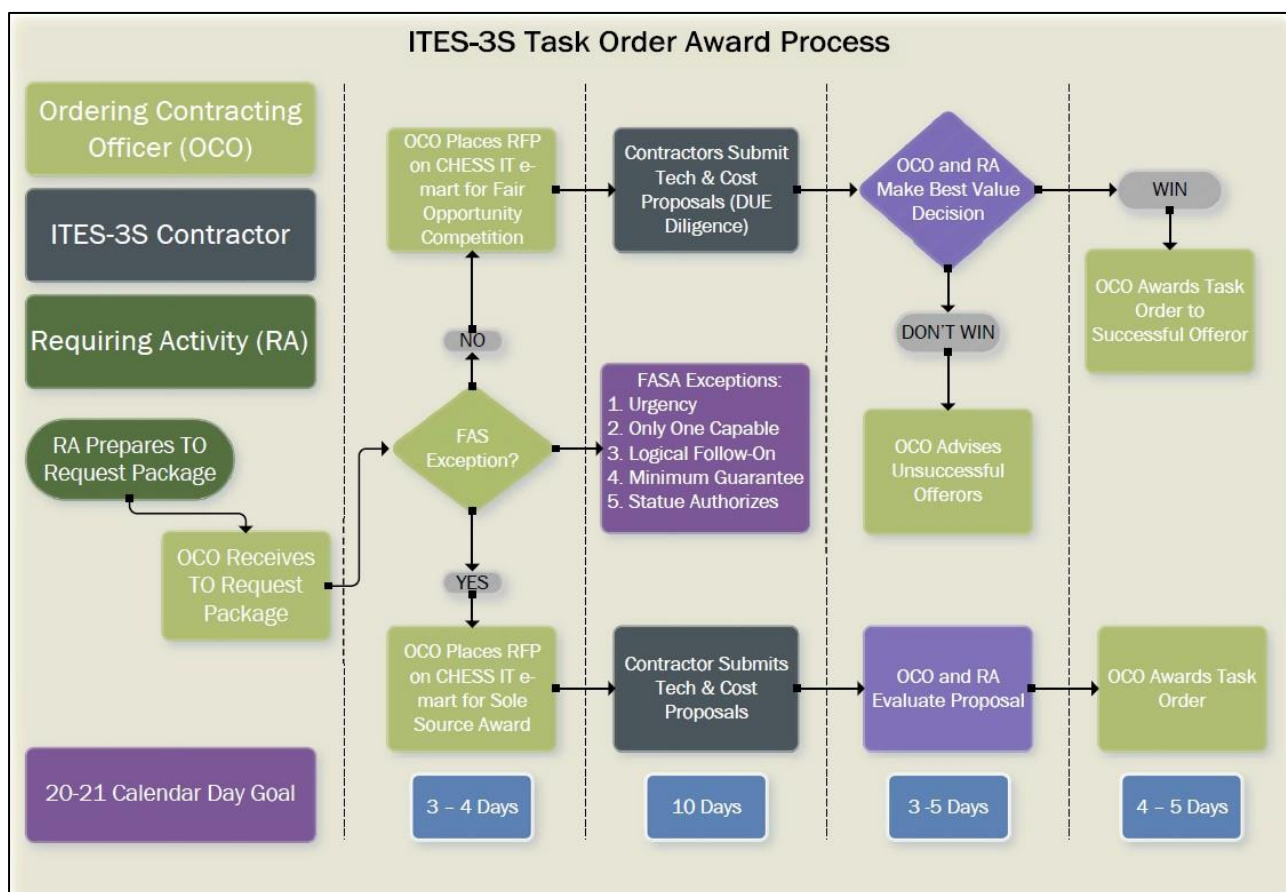 ITES-3S Task Order Award Process
Ordering Contracting
Officer (OCO)
ITES-3S Contractor
Requiring Activity (RA)
RA Prepares TO
Request Package
OCO Receives
TO Request
Package
20-21 Calendar Day Goal
OCO Places RFP
on CHESS IT e-
mart for Fair
Opportunity
Competition
NO
FAS
Exception?
YES
OCO Places RFP
on CHESS IT e-
mart for Sole
Source Award
3 – 4 Days
Contractors Submit
Tech & Cost
Proposals (DUE
Diligence)
FASA Exceptions:
1. Urgency
2. Only One Capable
3. Logical Follow-On
4. Minimum Guarantee
5. Statue Authorizes
Contractor Submits
Tech & Cost
Proposals
10 Days
OCO and RA
Make Best Value
Decision
DON'T WIN
OCO Advises
Unsuccessful
Offerors
OCO and RA
Evaluate Proposal
3 -5 Days
WIN
OCO Awards Task
Order to
Successful Offeror
OCO Awards Task
Order
4 – 5 Days